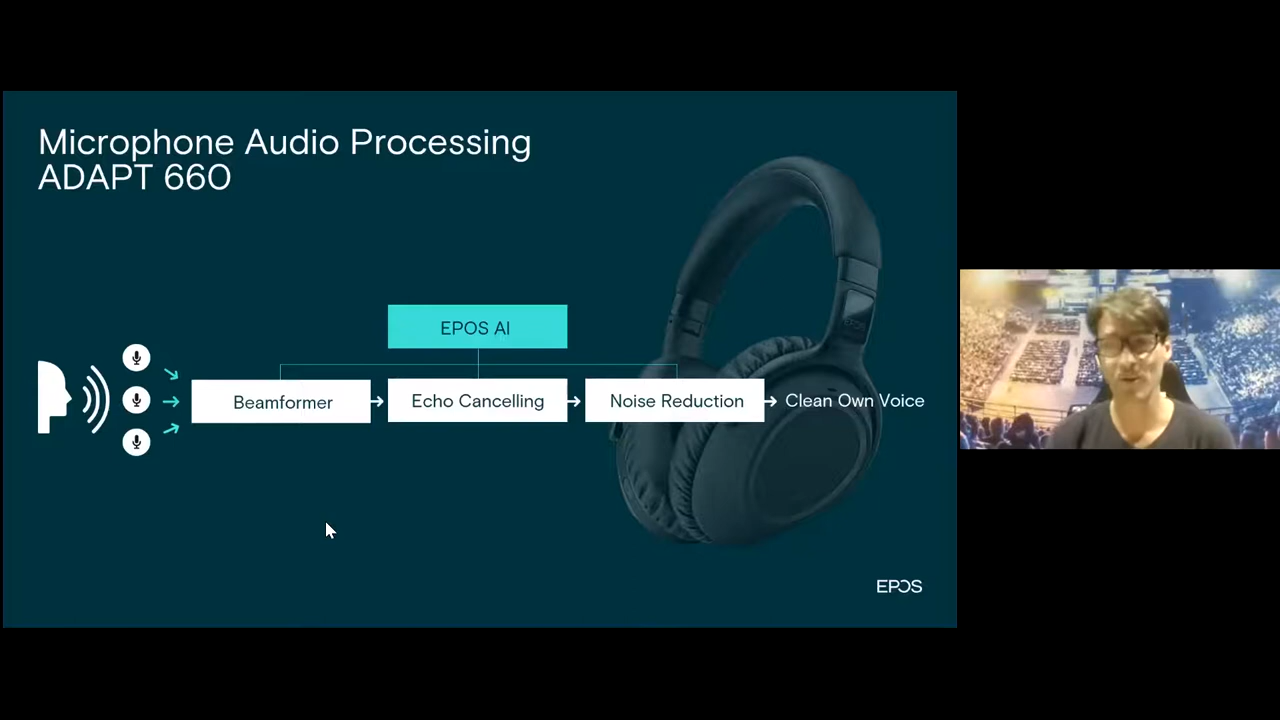 Microphone Audio Processing
ADAPT 660
EPOS AI
Beamformer
Echo Cancelling
Noise Reduction
Clean Own Voice
EPOS